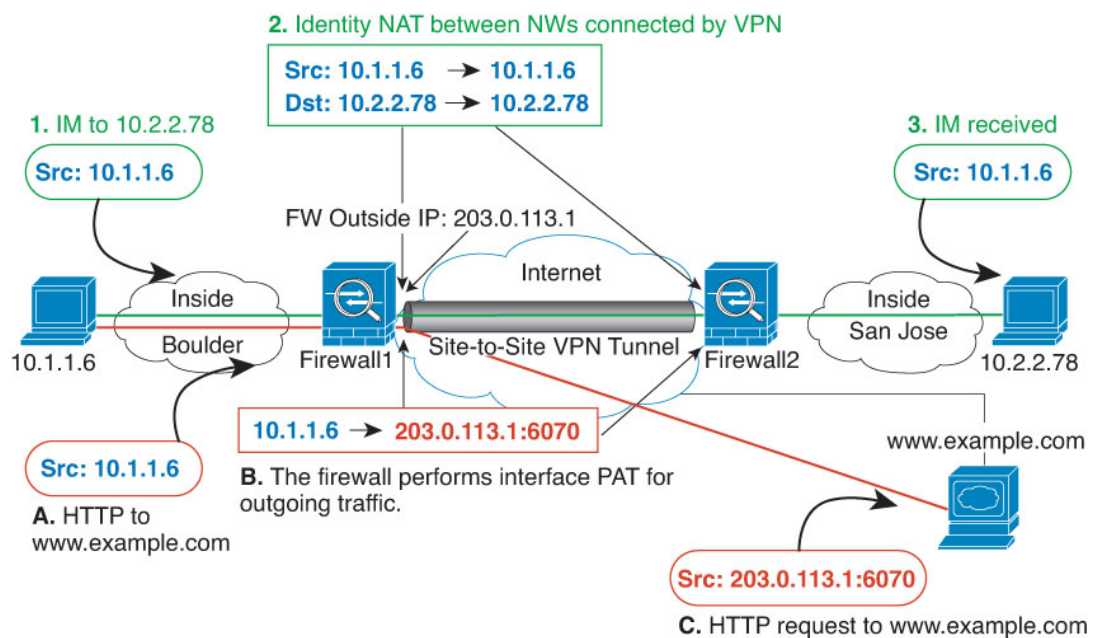 2. Identity NAT between NWs connected by VPN
Src: 10.1.1.6 → 10.1.1.6
Dst: 10.2.2.78 → 10.2.2.78
1. IM to 10.2.2.78
Src: 10.1.1.6
3. IM received
Src: 10.1.1.6
FW Outside IP: 203.0.113.1
Internet
Inside
Boulder
Inside
San Jose
10.1.1.6
Firewall1
Site-to-Site VPN Tunnel
Firewall2
10.2.2.78
10.1.1.6 → 203.0.113.1:6070
B. The firewall performs interface PAT for
outgoing traffic.
Src: 10.1.1.6
A. HTTP to
www.example.com
www.example.com
Src: 203.0.113.1:6070
C. HTTP request to www.example.com